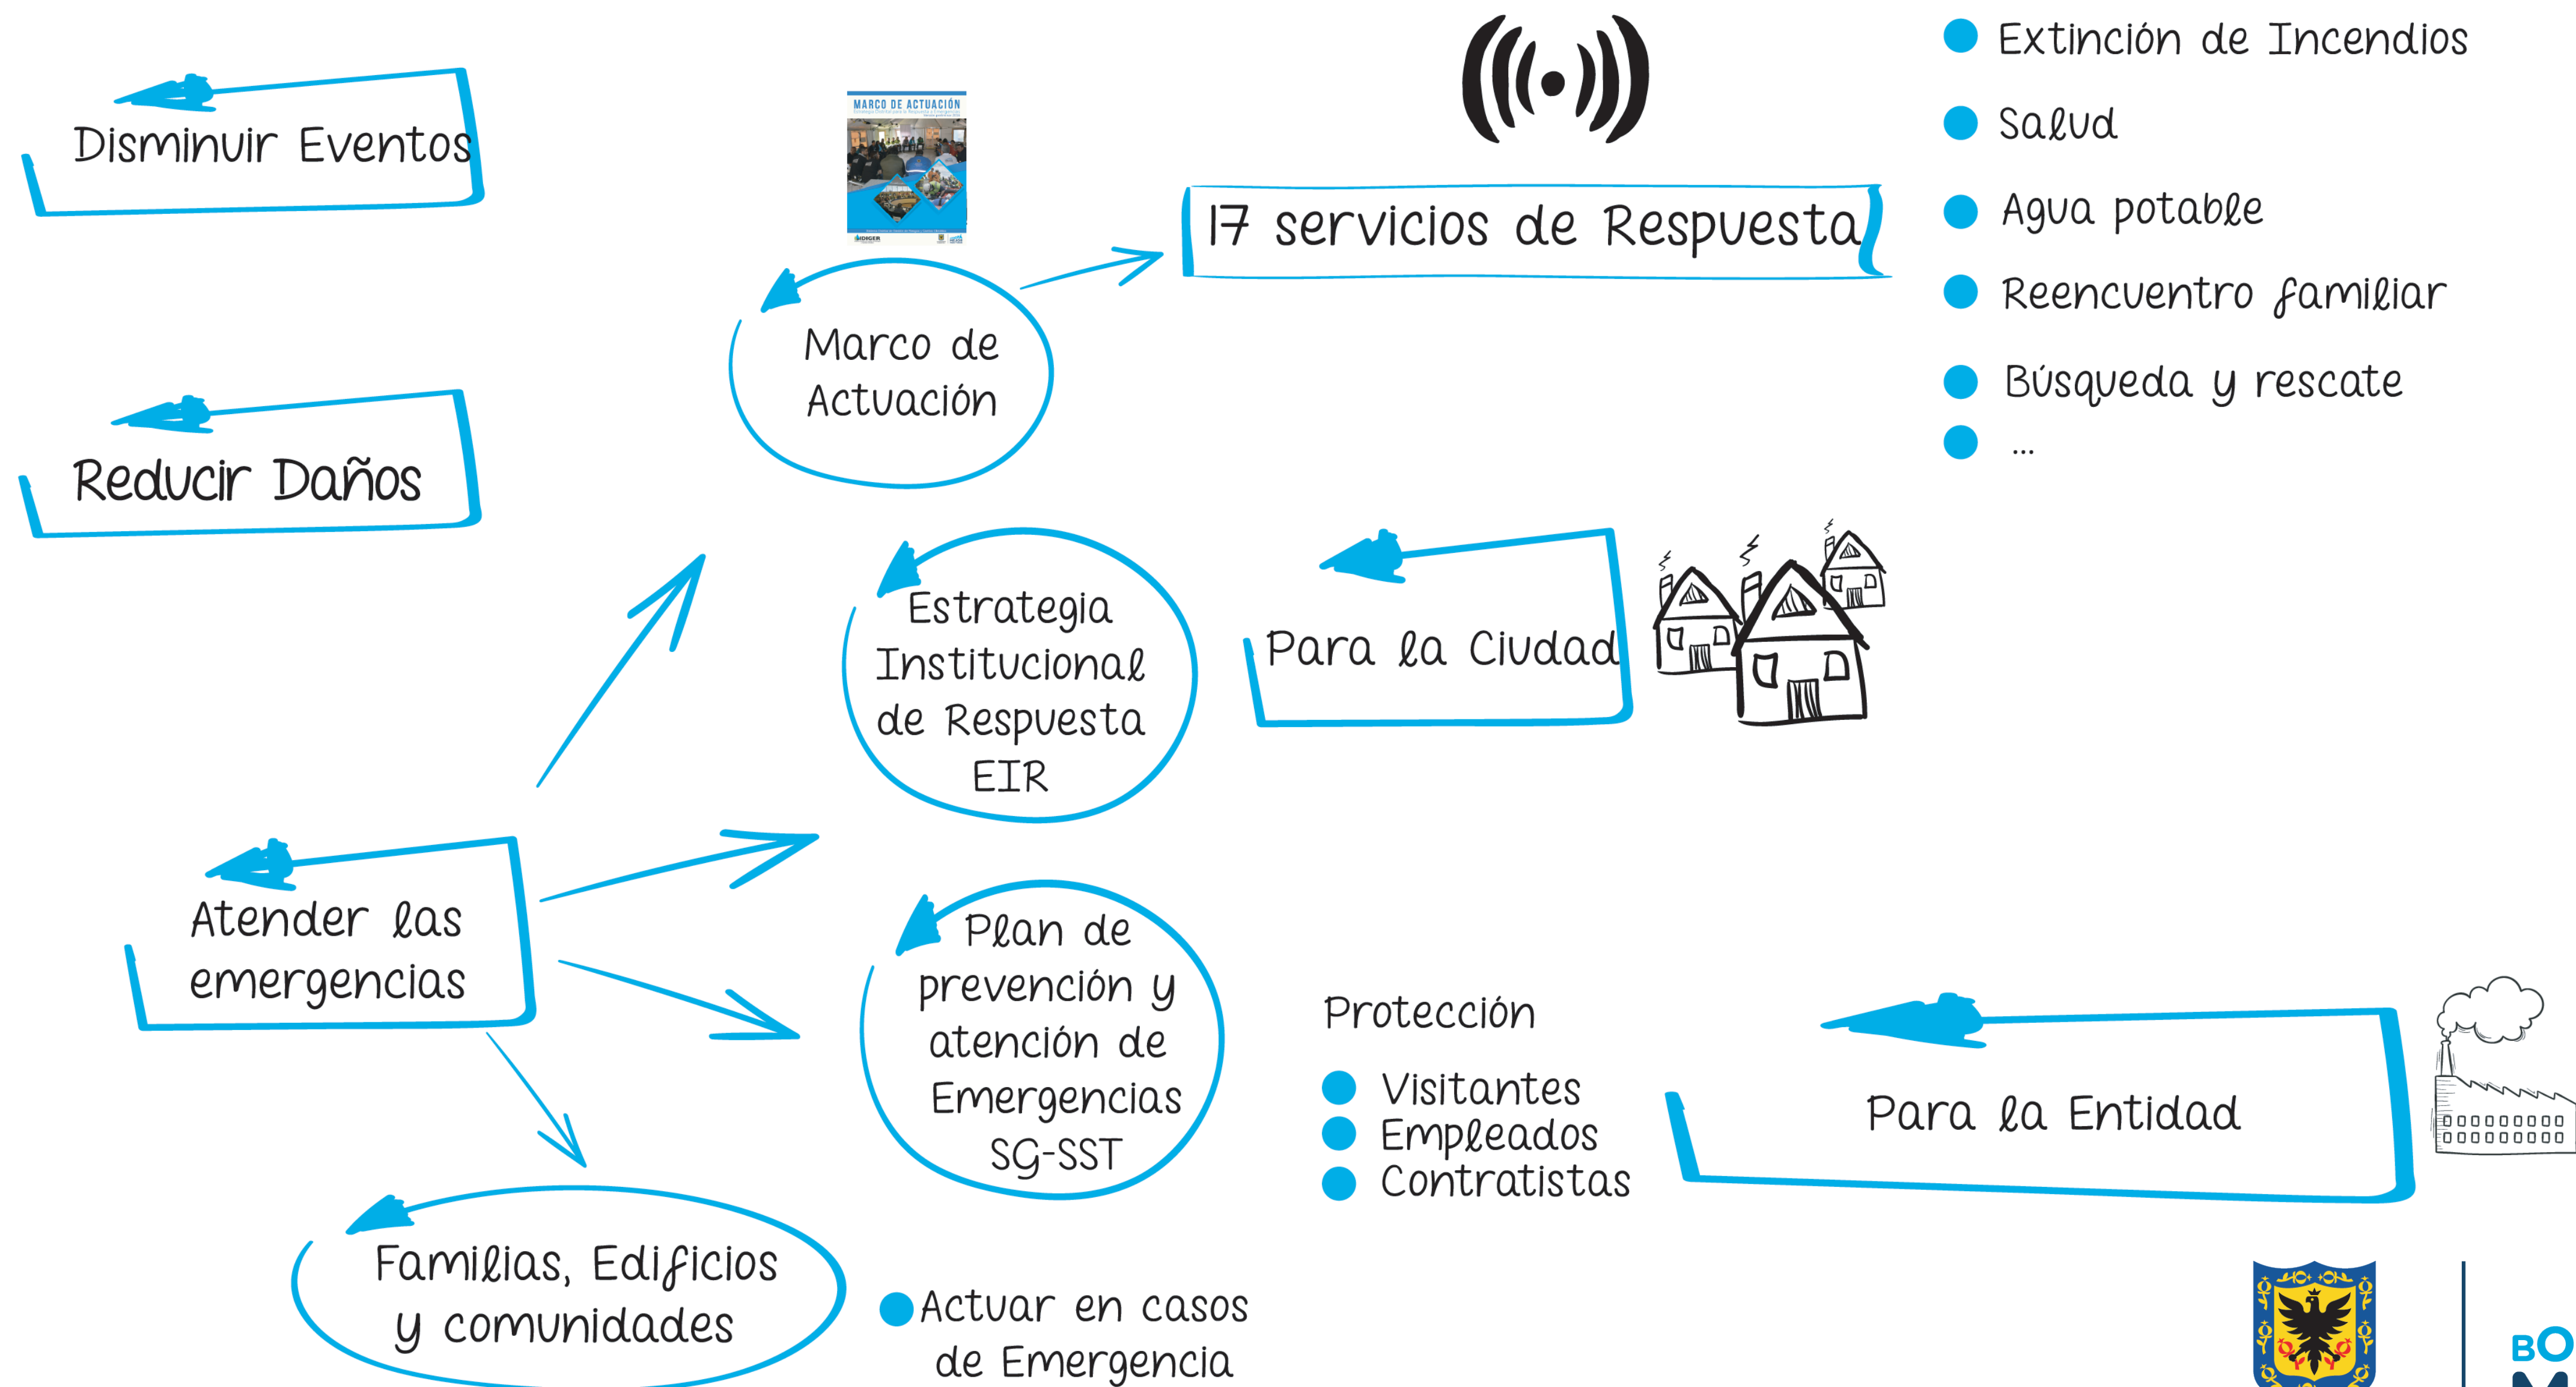 Disminuir Eventos
Reducir Daños
Atender las
emergencias
MARCO DE ACTUACIÓN
IDIGER
Marco de
Actuación
17 servicios de Respuesta
Extinción de Incendios
Salud
Agua potable
Reencuentro familiar
Búsqueda y rescate
...
Estrategia
Institucional
de Respuesta
EIR
Para la Ciudad
Plan de
prevención y
atención de
Emergencias
SG-SST
Protección
Visitantes
Empleados
Contratistas
Para la Entidad
Familias, Edificios
y comunidades
Actuar en casos
de Emergencia
BO